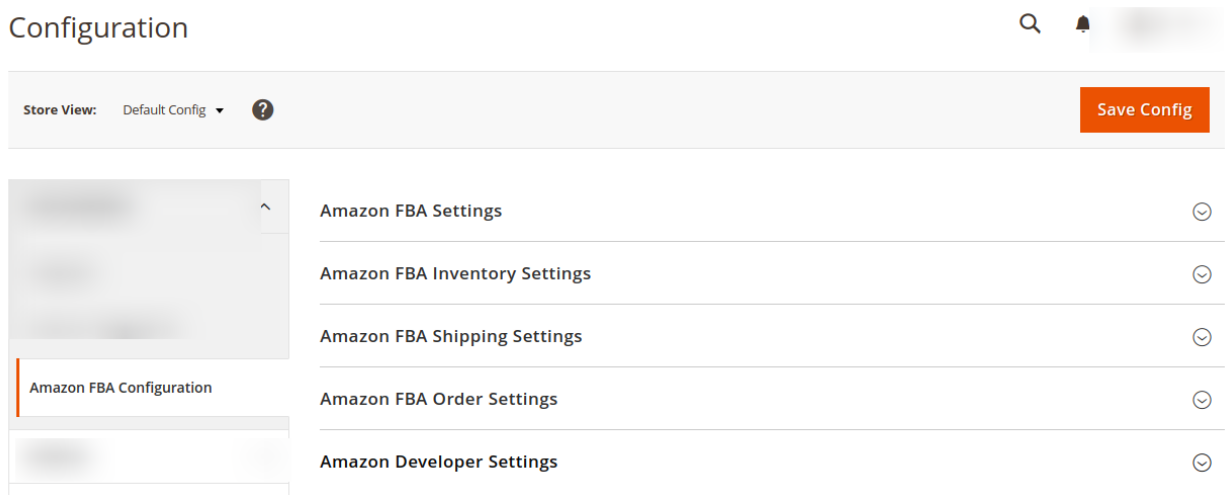 Configuration
Store View: Default Config ?
Save Config
Amazon FBA Settings
Amazon FBA Inventory Settings
Amazon FBA Shipping Settings
Amazon FBA Configuration
Amazon FBA Order Settings
Amazon Developer Settings